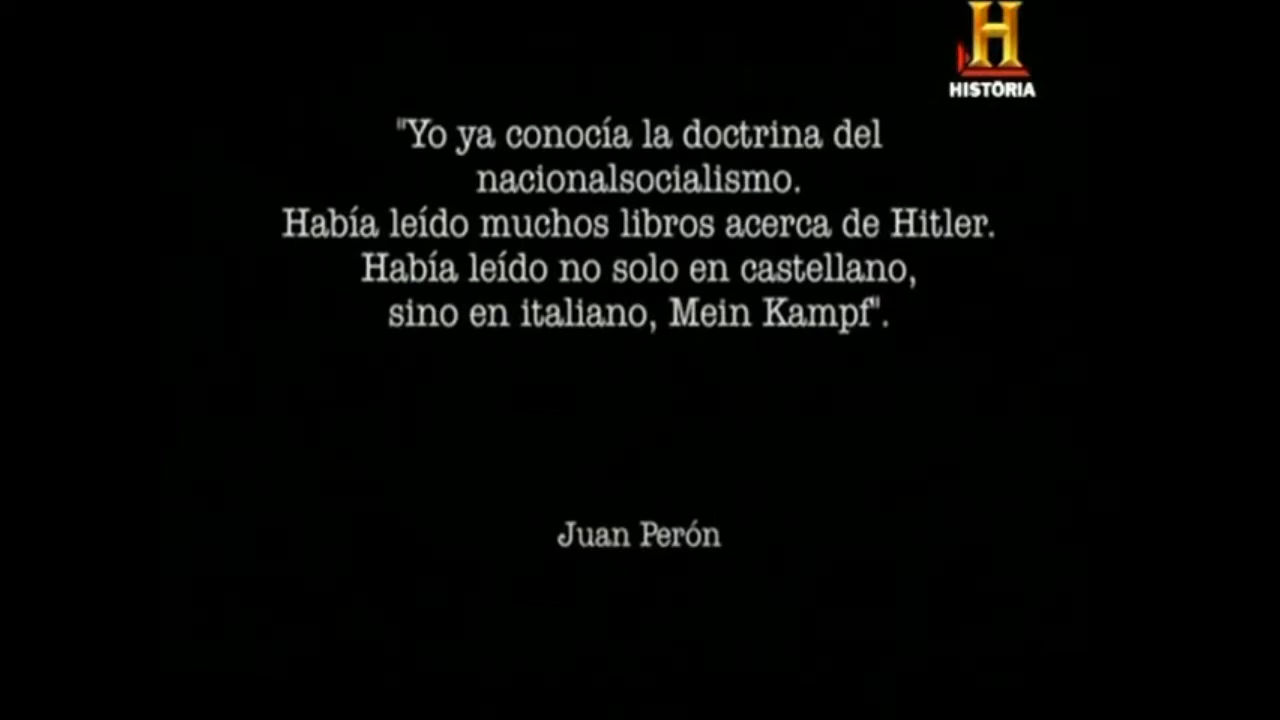 H
HISTÓRIA
"Yo ya conocía la doctrina del
nacionalsocialismo.
Había leído muchos libros acerca de Hitler.
Había leído no solo en castellano,
sino en italiano, Mein Kampf".
Juan Perón